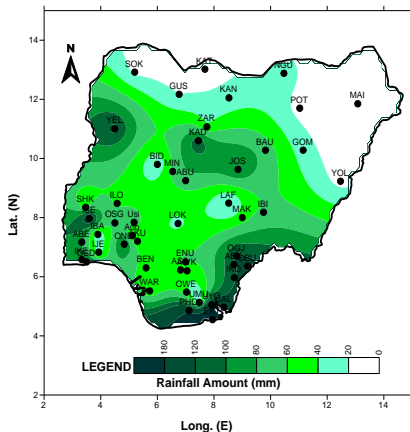 14
12
10
8
6
4
2
Lat. (N)
N
SOK
KAT
NGU
GUS
KAN
POT
MAI
YEL
ZAR
KAD
BAU
GOM
BID
MIN
ABU
JOS
YOL
SHK
ILO
LAF
IBI
MAK
OSG
Usi
LOK
IBA
ABE
BEN
ENU
OWE
WAR
OGJ
LEGEND
180
120
100
80
60
40
20
0
Rainfall Amount (mm)
2
4
6
8
10
12
14
Long. (E)